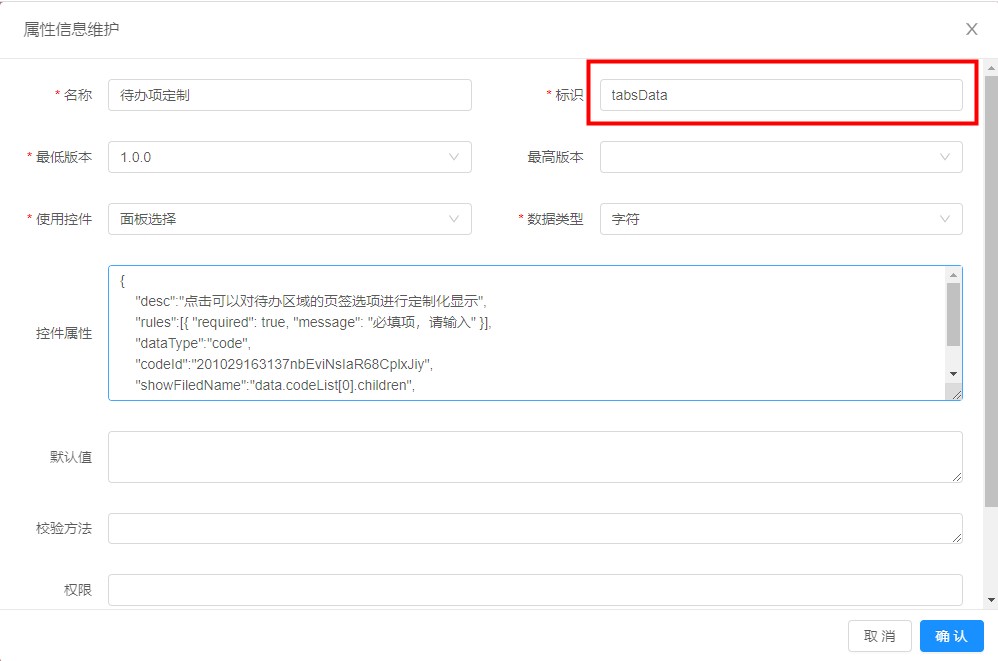 属性信息维护
* 名称 待办项定制 * 标识 tabsData
* 最低版本 1.0.0 最高版本
* 使用控件 面板选择 * 数据类型 字符
控件属性
{
"desc":"点击可以对待办区域的页签选项进行定制化显示",
"rules":[{ "required": true, "message": "必填项，请输入" }],
"dataType":"code",
"codeId":"201029163137nbEviNsIaR68CplxJiy",
"showFiledName":"data.codeList[0].children",
默认值
校验方法
权限
取 消 确 认